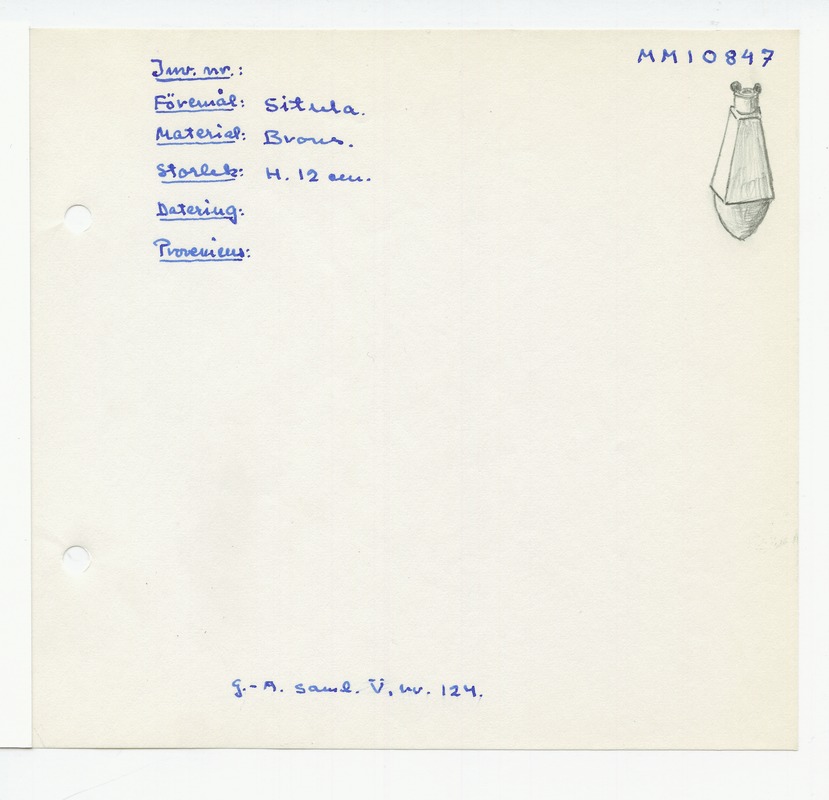 MM10847
Inv. nr.:
Föremål: Situla.
Material: Brons.
Storlek: H. 12 cm.
Datering:
Proveniens:
G.-A. saml. V, nr. 124.